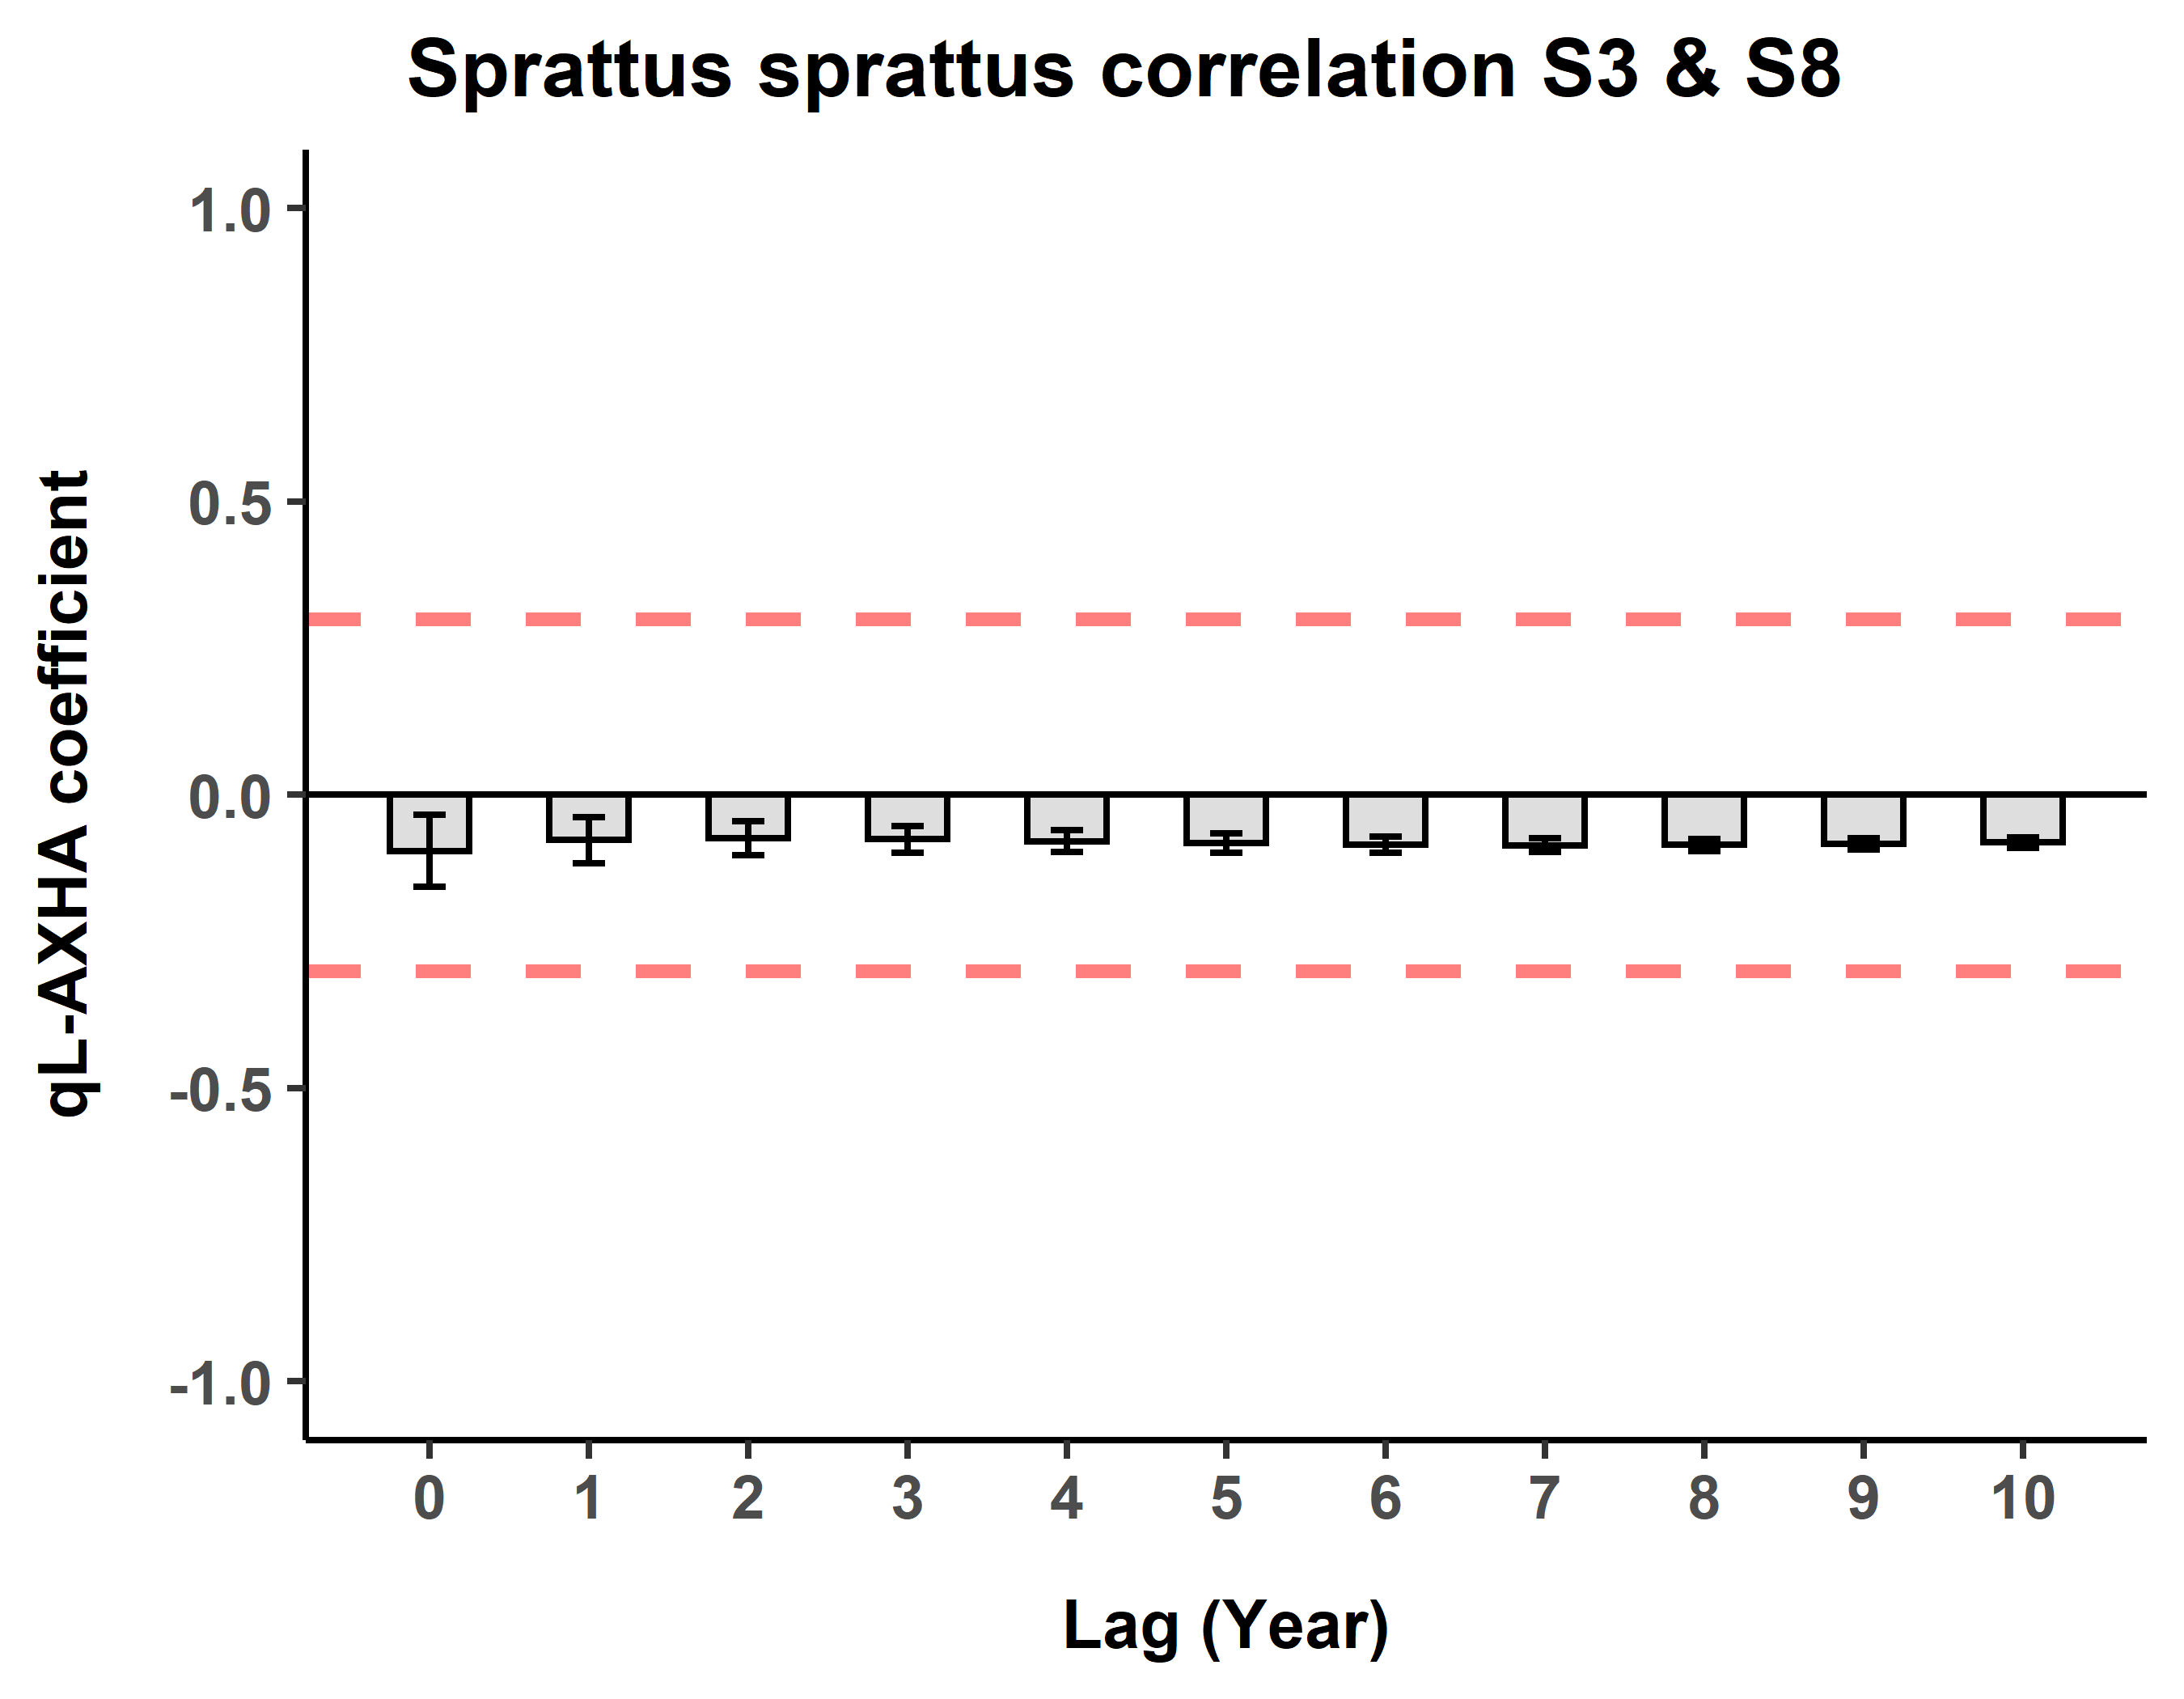 Sprattus sprattus correlation S3 & S8
qL-AXHA coefficient
1.0
0.5
0.0
-0.5
-1.0
0 1 2 3 4 5 6 7 8 9 10
Lag (Year)